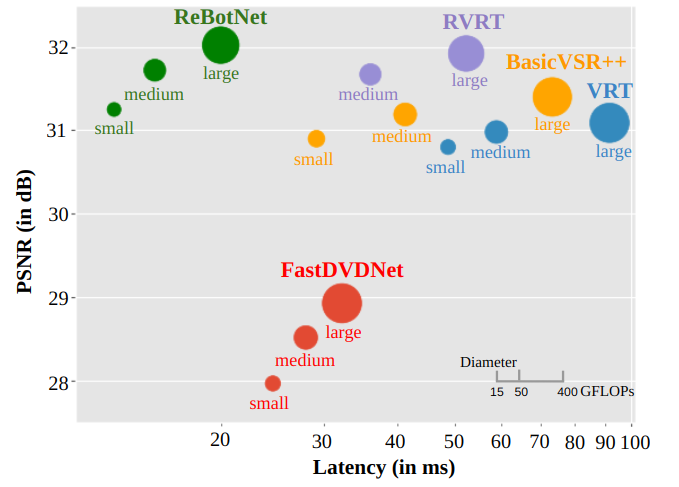 ReBotNet
RVRT
32
large
large
BasicVSR++
medium
medium
VRT
small
large
31
medium
medium
large
small
small
30
PSNR (in dB)
FastDVDNet
29
large
medium
Diameter
15 50 400 GFLOPs
28
small
20 30 40 50 60 70 80 90 100
Latency (in ms)